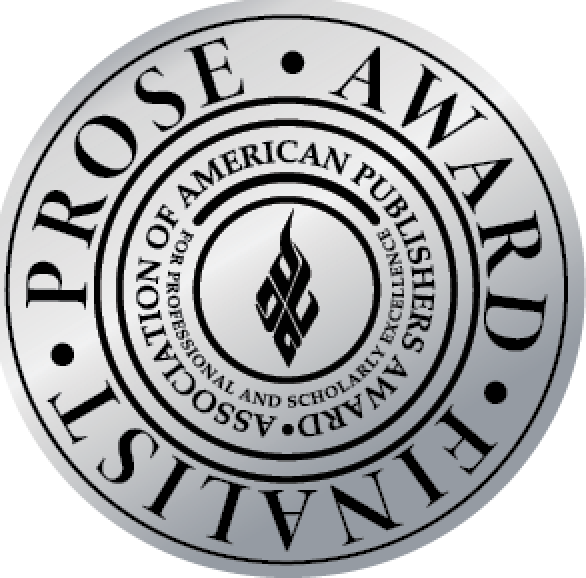 PROSE • AWARD • FINALIST •
ASSOCIATION OF AMERICAN PUBLISHERS AWARD •
FOR PROFESSIONAL AND SCHOLARLY EXCELLENCE